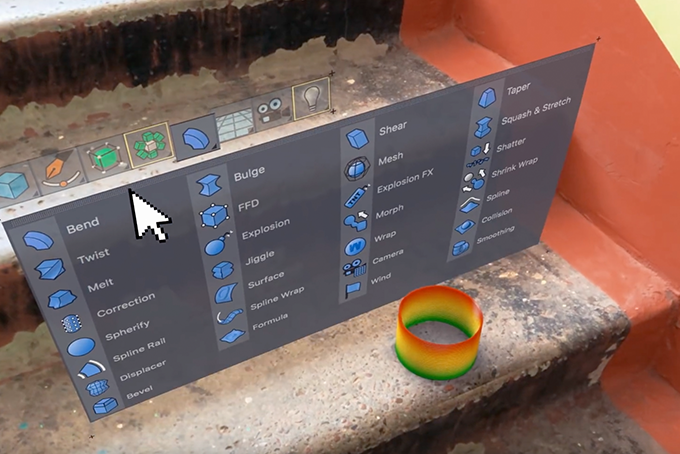 Bend
Twist
Melt
Correction
Spherify
Spline Rail
Displacer
Bevel
Bulge
FFD
Explosion
Jiggle
Surface
Spline Wrap
Formula
Shear
Mesh
Explosion FX
TNT
Morph
Wrap
W
Camera
Wind
Taper
Squash & Stretch
Shatter
Shrink Wrap
Spline
Collision
Smoothing